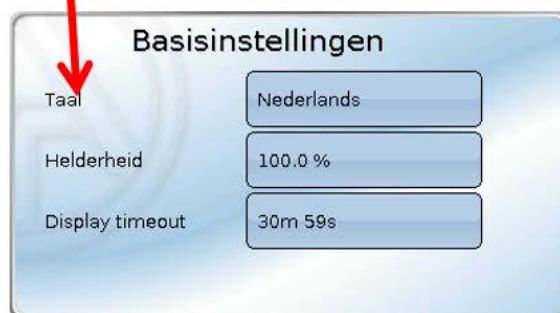 Basisinstellingen
Taal Nederlands
Helderheid 100.0 %
Display timeout 30m 59s